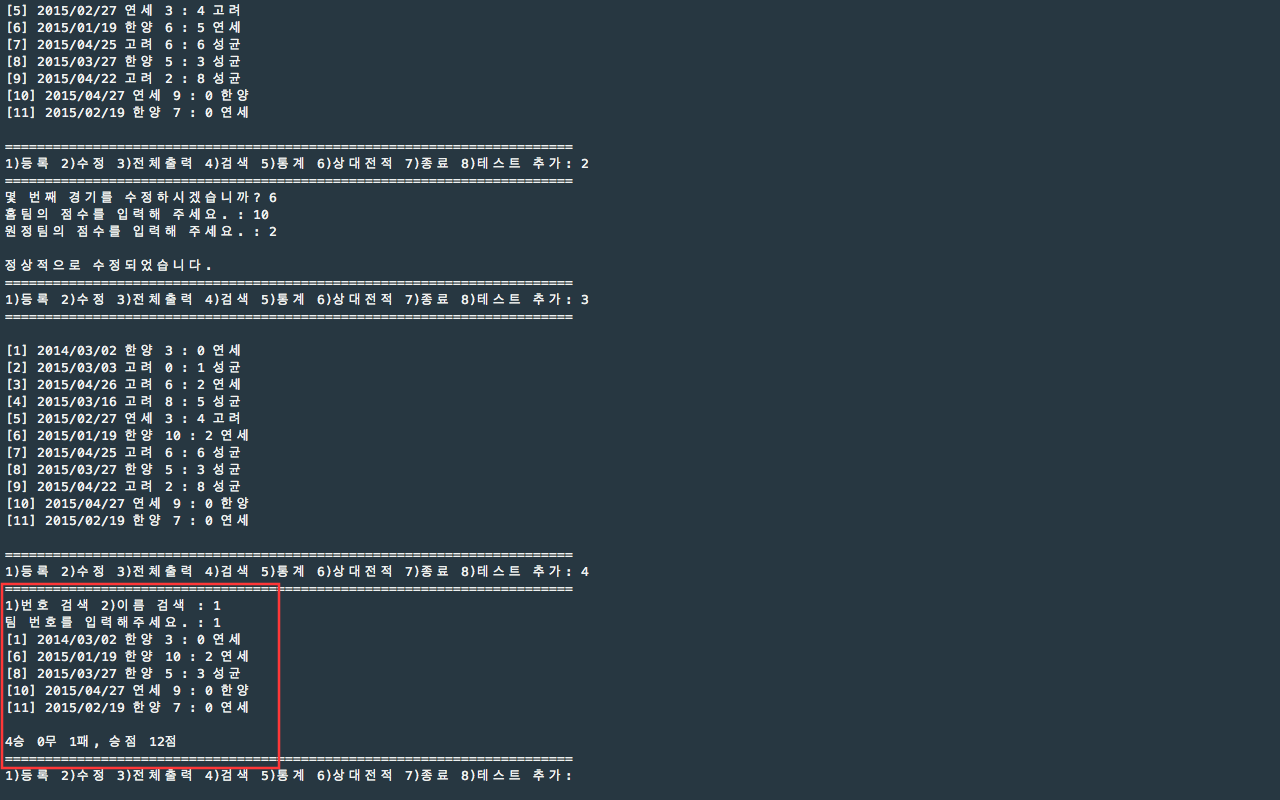 [5] 2015/02/27 연세 3 : 4 고려
[6] 2015/01/19 한양 6 : 5 연세
[7] 2015/04/25 고려 6 : 6 성균
[8] 2015/03/27 한양 5 : 3 성균
[9] 2015/04/22 고려 2 : 8 성균
[10] 2015/04/27 연세 9 : 0 한양
[11] 2015/02/19 한양 7 : 0 연세
=======================================================================
1)등록 2)수정 3)전체출력 4)검색 5)통계 6)상대전적 7)종료 8)테스트 추가: 2
=======================================================================
몇 번째 경기를 수정하시겠습니까? 6
홈팀의 점수를 입력해 주세요. : 10
원정팀의 점수를 입력해 주세요. : 2
정상적으로 수정되었습니다.
=======================================================================
1)등록 2)수정 3)전체출력 4)검색 5)통계 6)상대전적 7)종료 8)테스트 추가: 3
=======================================================================
[1] 2014/03/02 한양 3 : 0 연세
[2] 2015/03/03 고려 0 : 1 성균
[3] 2015/04/26 고려 6 : 2 연세
[4] 2015/03/16 고려 8 : 5 성균
[5] 2015/02/27 연세 3 : 4 고려
[6] 2015/01/19 한양 10 : 2 연세
[7] 2015/04/25 고려 6 : 6 성균
[8] 2015/03/27 한양 5 : 3 성균
[9] 2015/04/22 고려 2 : 8 성균
[10] 2015/04/27 연세 9 : 0 한양
[11] 2015/02/19 한양 7 : 0 연세
=======================================================================
1)등록 2)수정 3)전체출력 4)검색 5)통계 6)상대전적 7)종료 8)테스트 추가: 4
=======================================================================
1)번호 검색 2)이름 검색 : 1
팀 번호를 입력해주세요. : 1
[1] 2014/03/02 한양 3 : 0 연세
[6] 2015/01/19 한양 10 : 2 연세
[8] 2015/03/27 한양 5 : 3 성균
[10] 2015/04/27 연세 9 : 0 한양
[11] 2015/02/19 한양 7 : 0 연세
4승 0무 1패, 승점 12점
=======================================================================
1)등록 2)수정 3)전체출력 4)검색 5)통계 6)상대전적 7)종료 8)테스트 추가: